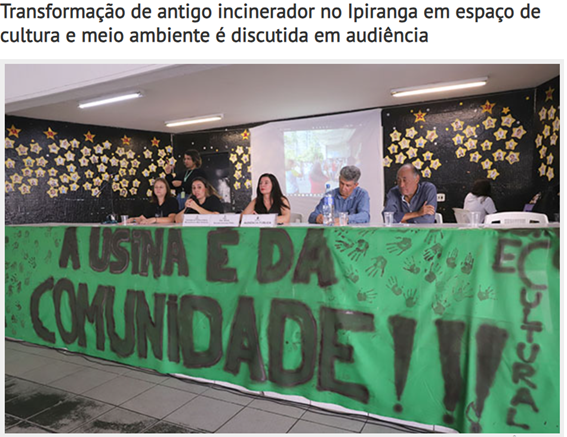 Transformação de antigo incinerador no Ipiranga em espaço de
cultura e meio ambiente é discutida em audiência
A USINA É DA
COMUNIDADE!!!
ECO
CULTURAL